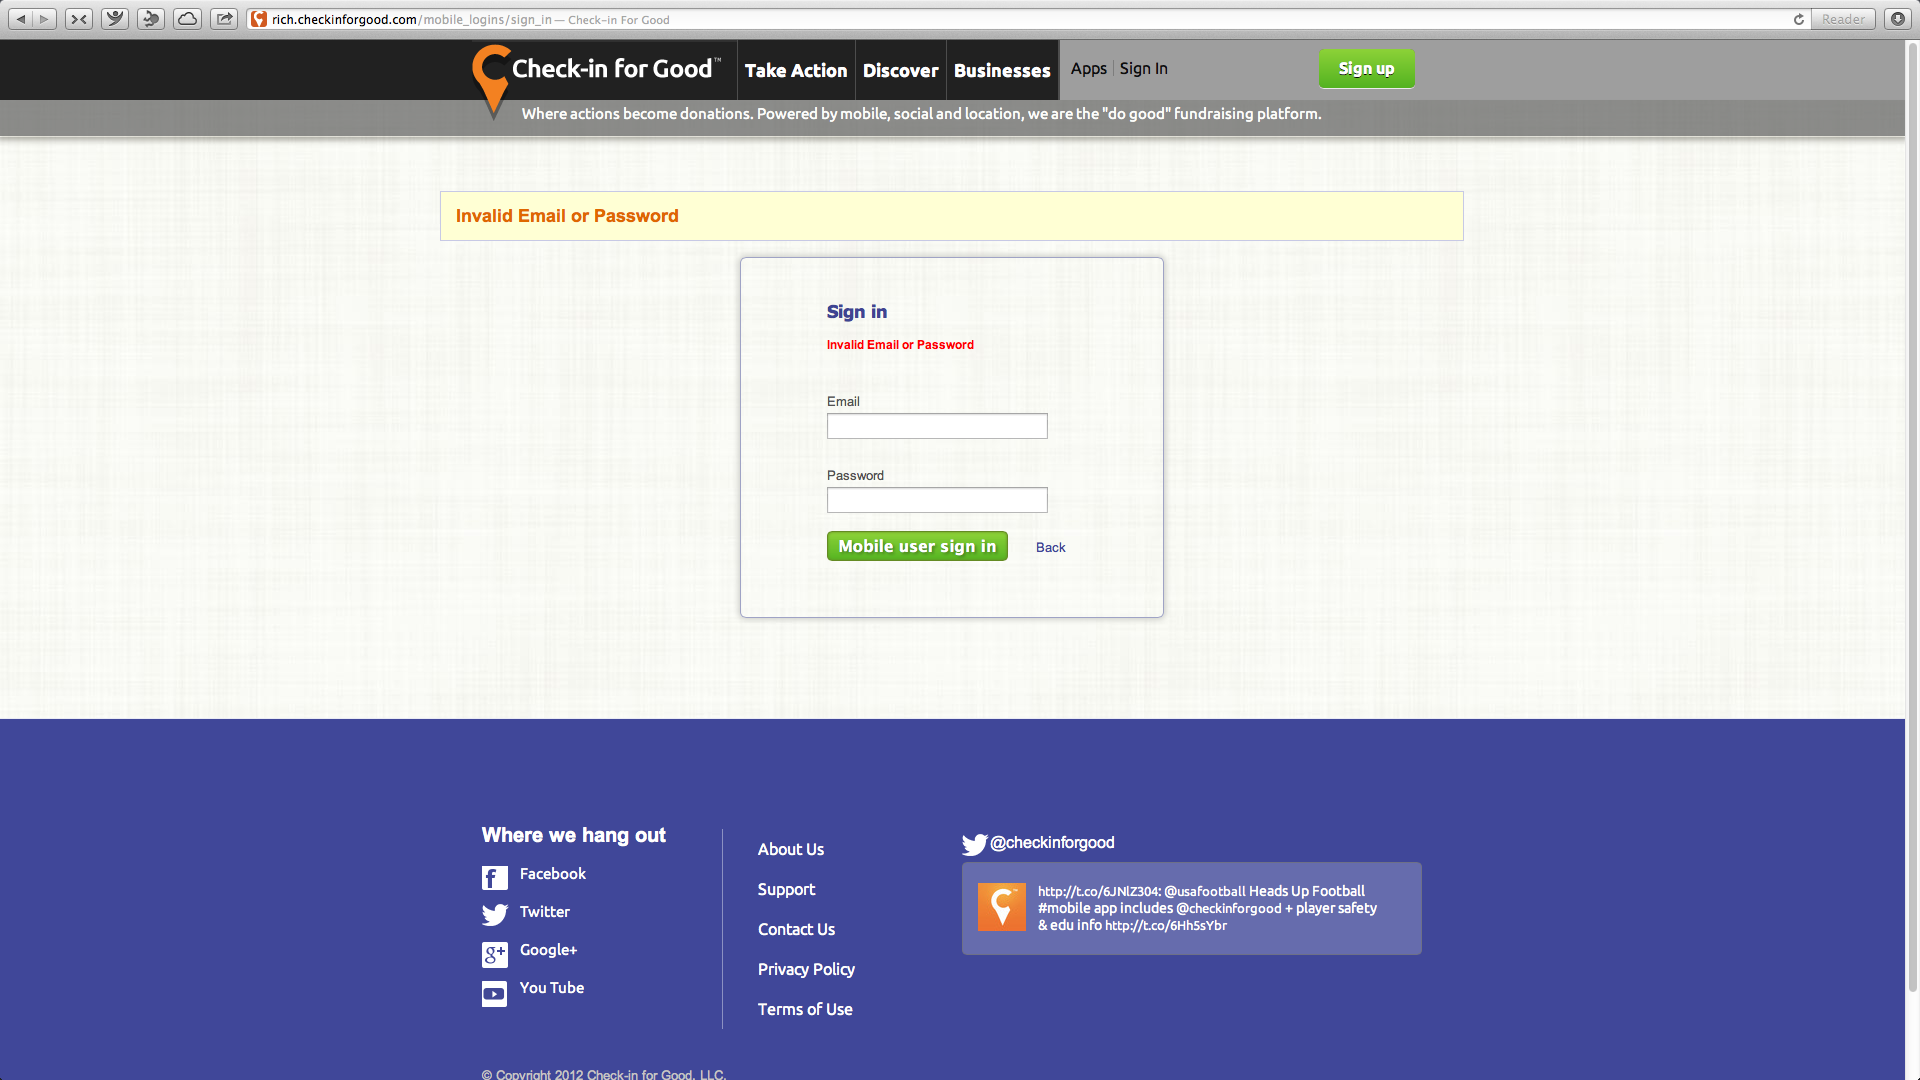 rich.checkinforgood.com/mobile_logins/sign_in — Check-in For Good
Reader
Check-in for Good™
Take Action
Discover
Businesses
Apps
Sign In
Sign up
Where actions become donations. Powered by mobile, social and location, we are the "do good" fundraising platform.
Invalid Email or Password
Sign in
Invalid Email or Password
Email
Password
Mobile user sign in
Back
Where we hang out
Facebook
Twitter
Google+
You Tube
About Us
Support
Contact Us
Privacy Policy
Terms of Use
@checkinforgood
http://t.co/6JNlZ304: @usafootball Heads Up Football
#mobile app includes @checkinforgood + player safety
& edu info http://t.co/6Hh5sYbr
© Copyright 2012 Check-in for Good, LLC.